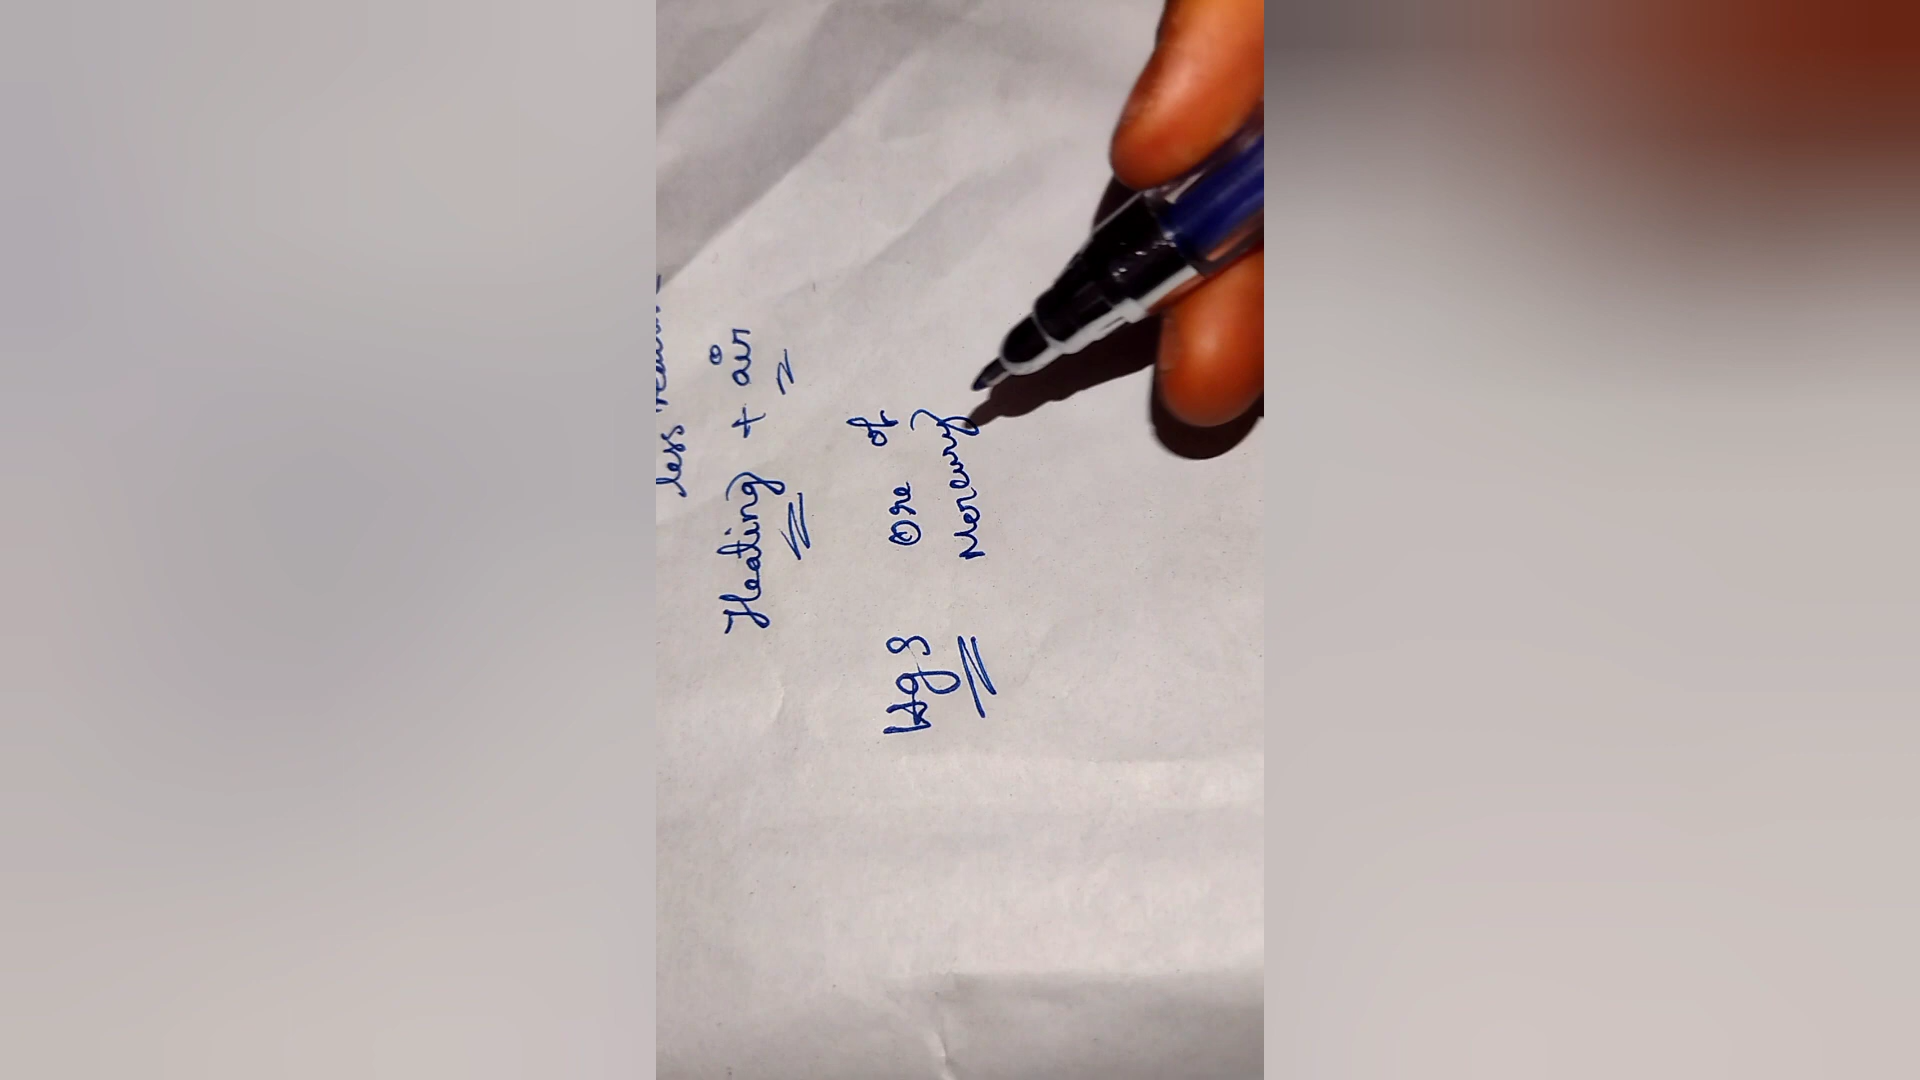 less
Heating + air
HgS Ore of
Mercury